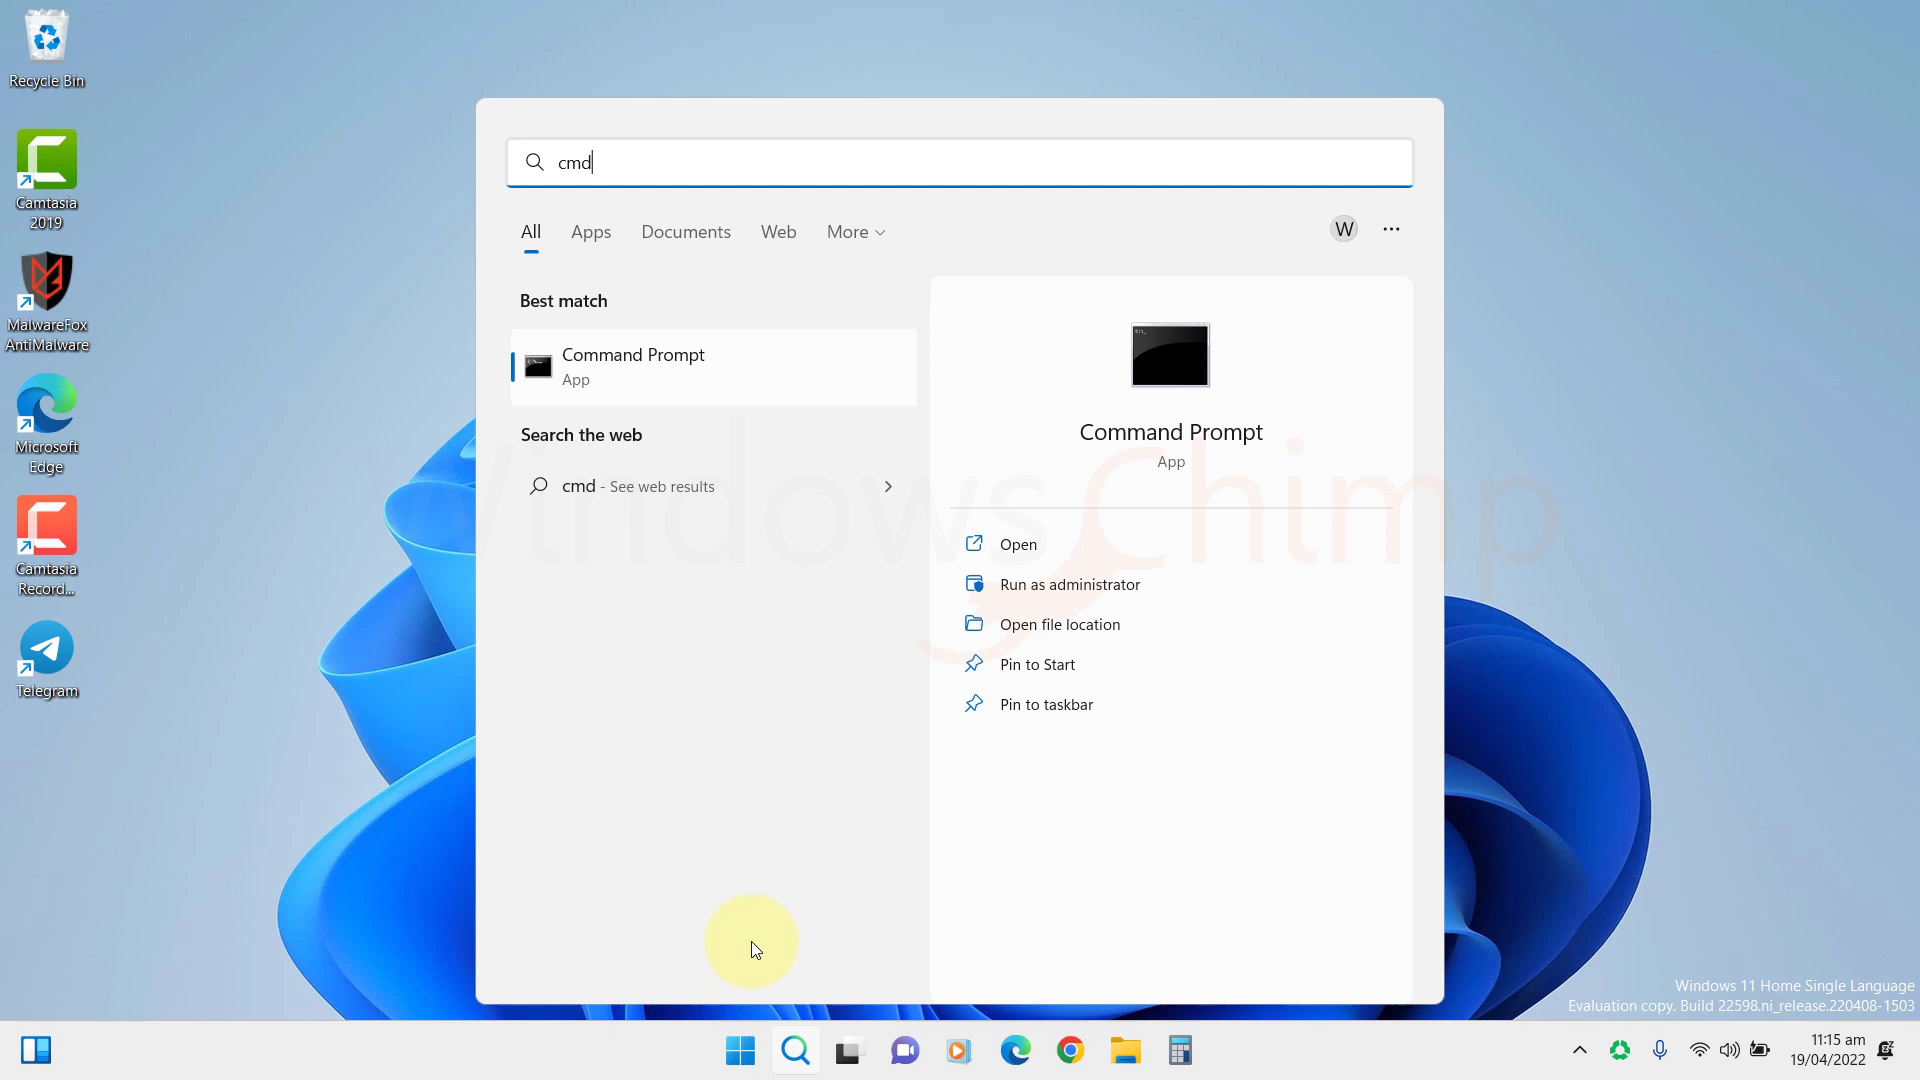 Recycle Bin
Camtasia
2019
MalwareFox
AntiMalware
Microsoft
Edge
Camtasia
Record...
Telegram
cmd
All
Apps
Documents
Web
More
W
Best match
Command Prompt
App
Search the web
cmd - See web results
Command Prompt
App
Open
Run as administrator
Open file location
Pin to Start
Pin to taskbar
WindowsChimp
Windows 11 Home Single Language
Evaluation copy. Build 22598.ni_release.220408-1503
11:15 am
19/04/2022